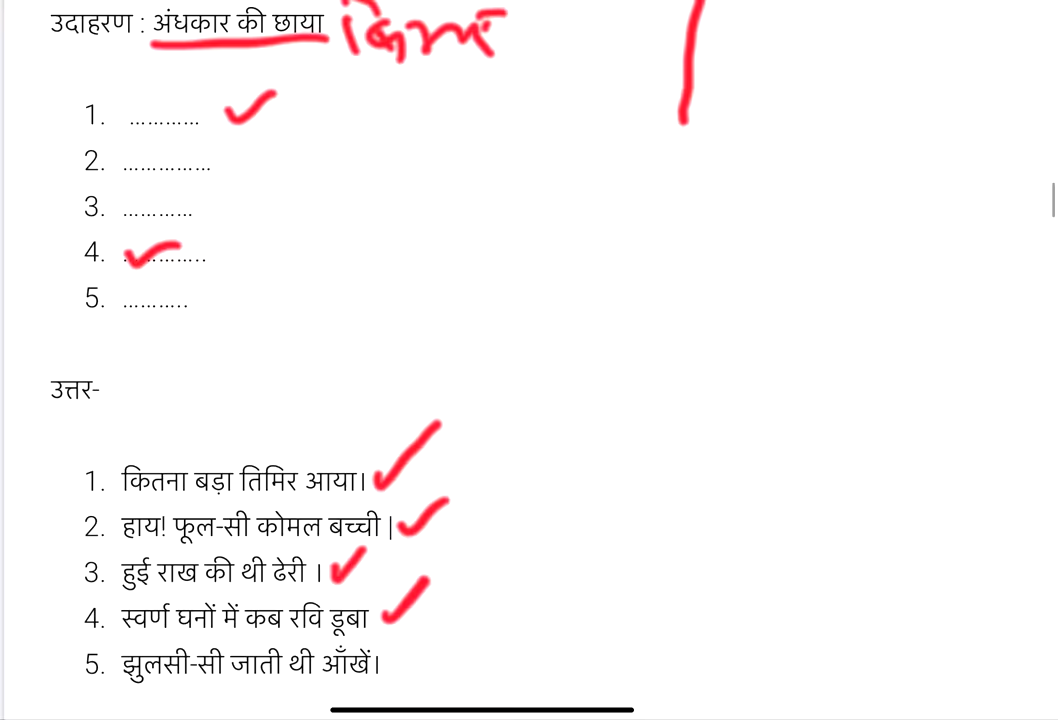 उदाहरण : अंधकार की छाया
1. ............
2. ...............
3. ............
4. ..............
5. ...........
उत्तर-
1. कितना बड़ा तिमिर आया।
2. हाय! फूल-सी कोमल बच्ची |
3. हुई राख की थी ढेरी ।
4. स्वर्ण घनों में कब रवि डूबा
5. झुलसी-सी जाती थी आँखें।